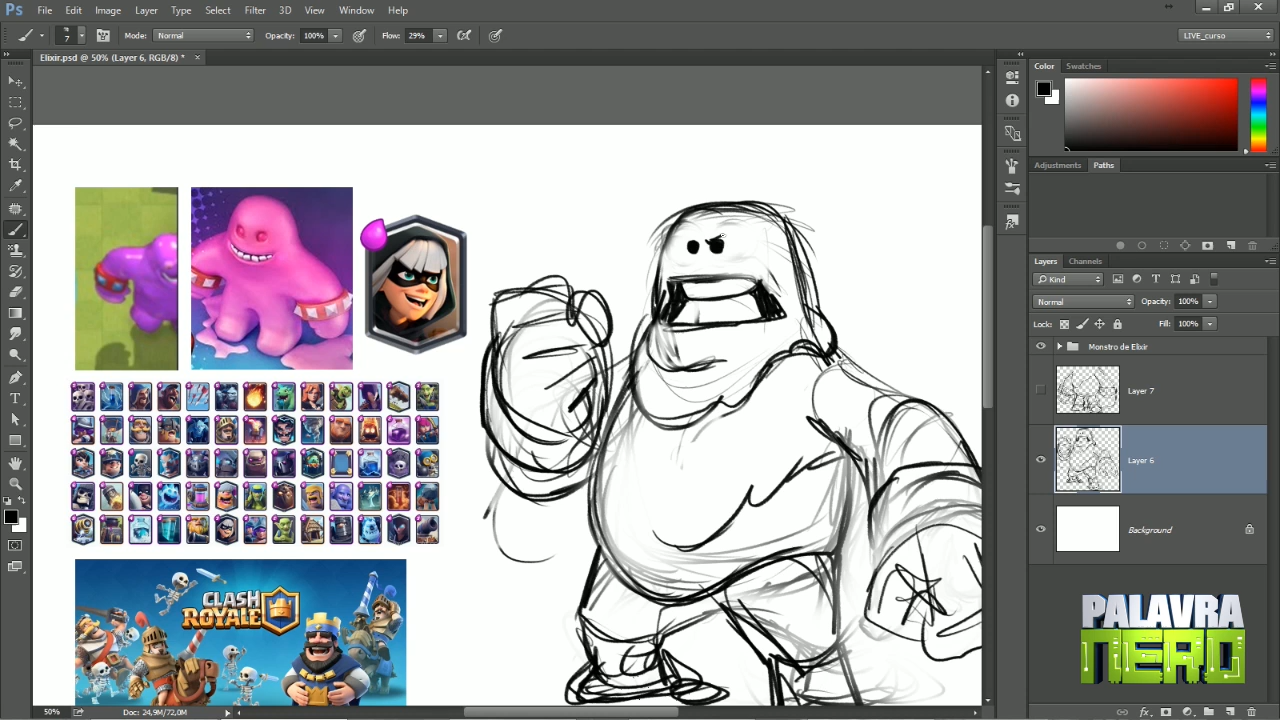 Ps File Edit Image Layer Type Select Filter 3D View Window Help
7 Mode: Normal Opacity: 100% Flow: 29% LIVE_curso
Elixir.psd @ 50% (Layer 6, RGB/8) * ×
Color Swatches
Adjustments Paths
Layers Channels
Kind
Normal Opacity: 100%
Lock: Fill: 100%
Monstro de Elixir
Layer 7
Layer 6
Background
CLASH
ROYALE
PALAVRA
NERD
50% Doc: 24,9M/72,0M
fx